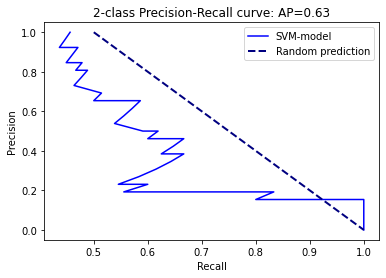 2-class Precision-Recall curve: AP=0.63
SVM-model
Random prediction
Precision
1.0
0.8
0.6
0.4
0.2
0.0
0.5 0.6 0.7 0.8 0.9 1.0
Recall